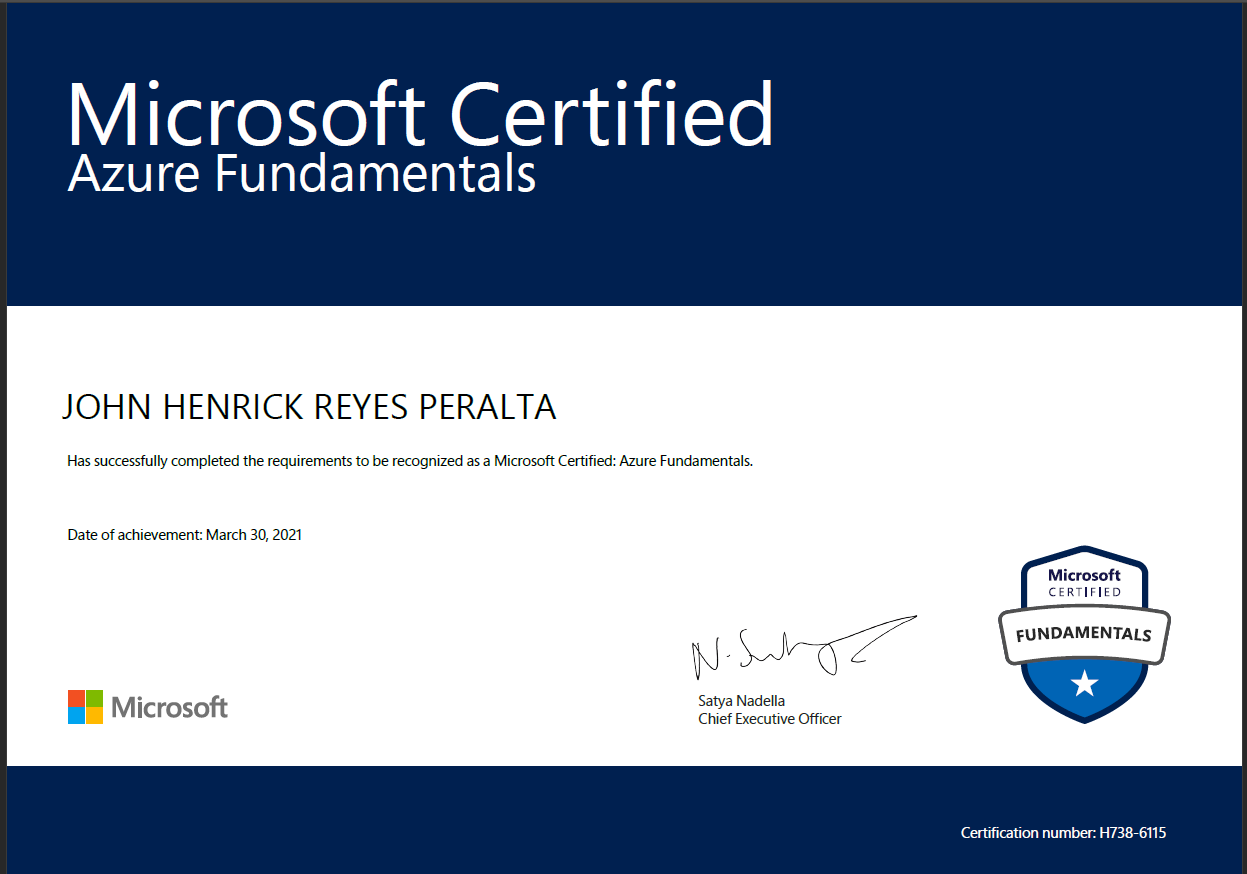 Microsoft Certified
Azure Fundamentals
JOHN HENRICK REYES PERALTA
Has successfully completed the requirements to be recognized as a Microsoft Certified: Azure Fundamentals.
Date of achievement: March 30, 2021
Microsoft
CERTIFIED
FUNDAMENTALS
N. Satya
Satya Nadella
Chief Executive Officer
Microsoft
Certification number: H738-6115